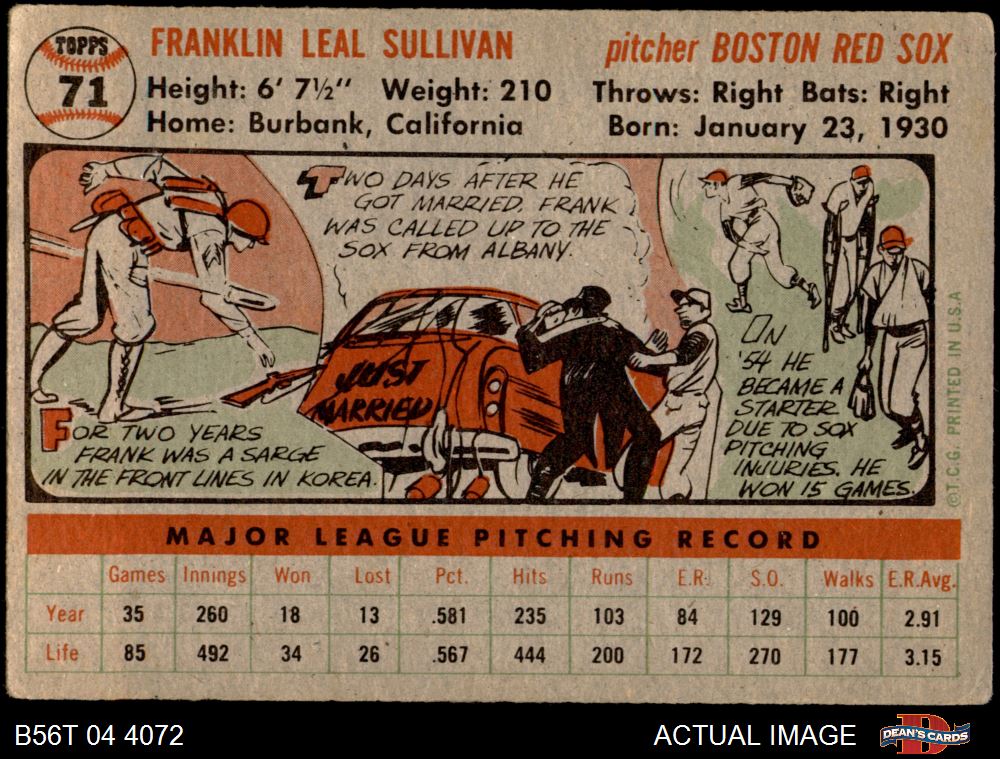 TOPPS
71
FRANKLIN LEAL SULLIVAN
pitcher BOSTON RED SOX
Height: 6' 7½" Weight: 210
Throws: Right Bats: Right
Home: Burbank, California
Born: January 23, 1930
FOR TWO YEARS
FRANK WAS A SARGE
IN THE FRONT LINES IN KOREA.
TWO DAYS AFTER HE
GOT MARRIED, FRANK
WAS CALLED UP TO THE
SOX FROM ALBANY.
JUST
MARRIED
ON
'54 HE
BECAME A
STARTER
DUE TO SOX
PITCHING
INJURIES. HE
WON 15 GAMES.
©T.C.G. PRINTED IN U.S.A
MAJOR LEAGUE PITCHING RECORD
Games Innings Won Lost Pct. Hits Runs E.R. S.O. Walks E.R.Avg.
Year 35 260 18 13 .581 235 103 84 129 100 2.91
Life 85 492 34 26 .567 444 200 172 270 177 3.15
B56T 04 4072
ACTUAL IMAGE
DEAN'S CARDS